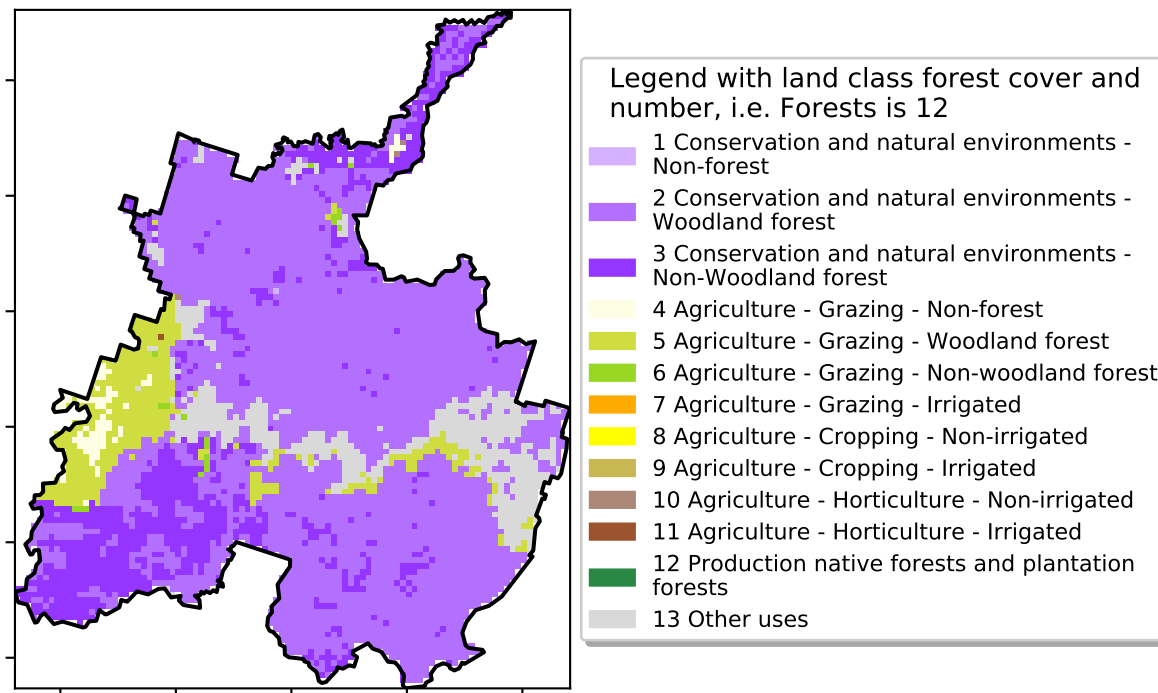 Legend with land class forest cover and
number, i.e. Forests is 12
1 Conservation and natural environments -
Non-forest
2 Conservation and natural environments -
Woodland forest
3 Conservation and natural environments -
Non-Woodland forest
4 Agriculture - Grazing - Non-forest
5 Agriculture - Grazing - Woodland forest
6 Agriculture - Grazing - Non-woodland forest
7 Agriculture - Grazing - Irrigated
8 Agriculture - Cropping - Non-irrigated
9 Agriculture - Cropping - Irrigated
10 Agriculture - Horticulture - Non-irrigated
11 Agriculture - Horticulture - Irrigated
12 Production native forests and plantation
forests
13 Other uses